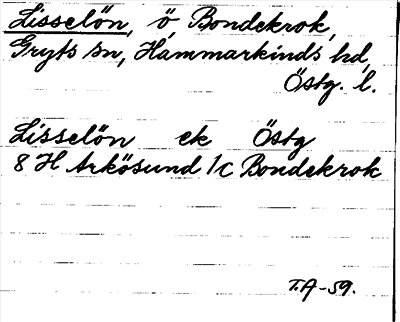 Lisselön, ö, Bondekrok,
Gryts sn, Hammarkinds hd,
Östg. l.
Lisselön ek Östg
8 H Arkösund 1c Bondekrok
T.A-59.